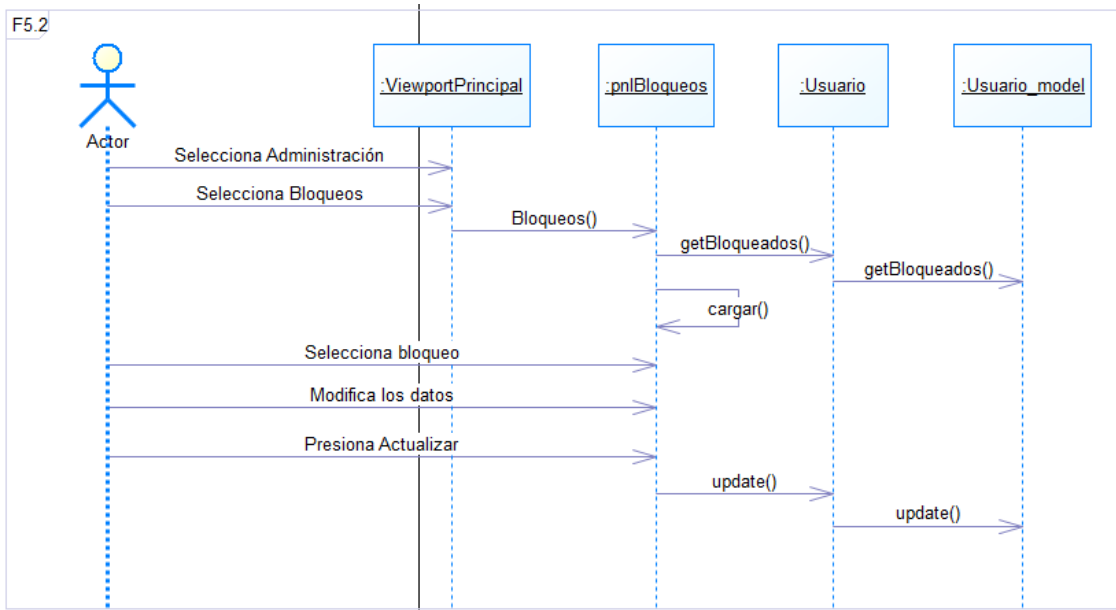 F5.2
:ViewportPrincipal
:pnlBloqueos
:Usuario
:Usuario_model
Actor
Selecciona Administración
Selecciona Bloqueos
Bloqueos()
getBloqueados()
getBloqueados()
cargar()
Selecciona bloqueo
Modifica los datos
Presiona Actualizar
update()
update()